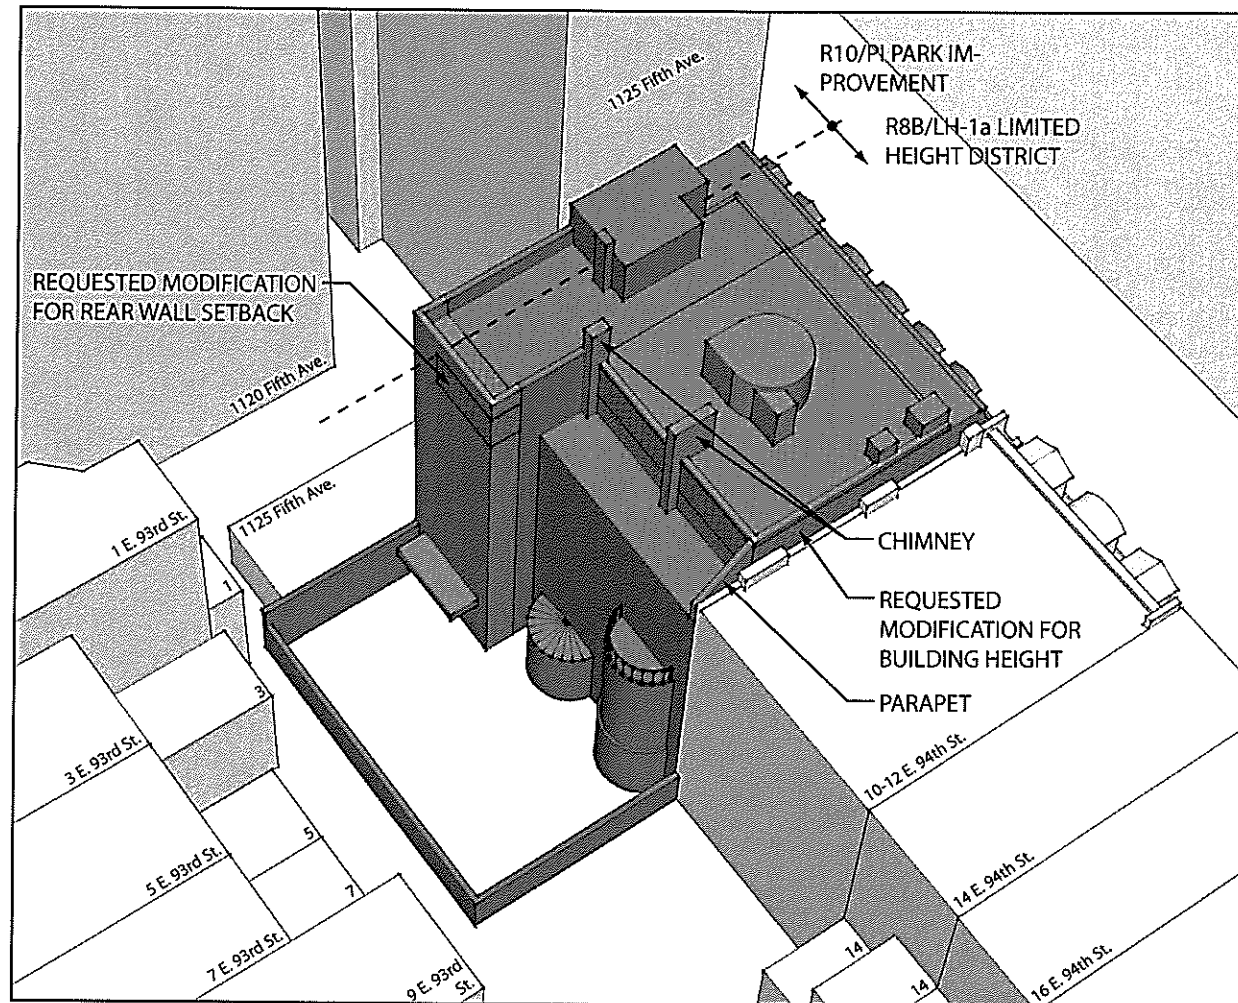 R10/PI PARK IM-
PROVEMENT
1125 Fifth Ave.
R8B/LH-1a LIMITED
HEIGHT DISTRICT
REQUESTED MODIFICATION
FOR REAR WALL SETBACK
1120 Fifth Ave.
1125 Fifth Ave.
1 E. 93rd St.
1
CHIMNEY
REQUESTED
MODIFICATION FOR
BUILDING HEIGHT
PARAPET
3
3 E. 93rd St.
10-12 E. 94th St.
5
5 E. 93rd St.
7
14 E. 94th St.
7 E. 93rd St.
14
9 E. 93rd
St.
14
16 E. 94th St.